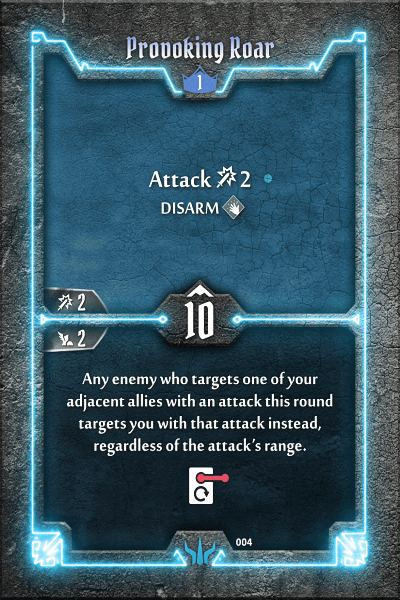 Provoking Roar
1
Attack 2
DISARM
2
10
2
Any enemy who targets one of your
adjacent allies with an attack this round
targets you with that attack instead,
regardless of the attack's range.
004